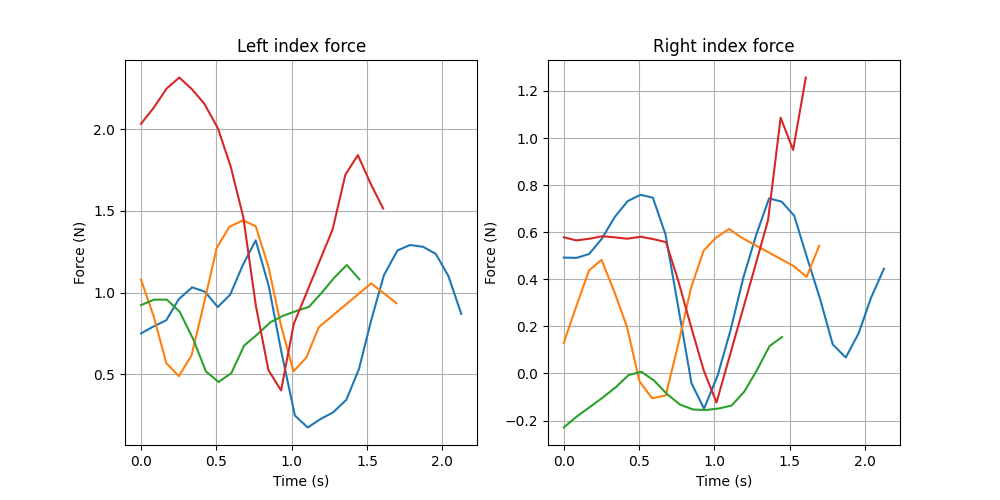 Left index force
Force (N)
2.0
1.5
1.0
0.5
0.0 0.5 1.0 1.5 2.0
Time (s)
Right index force
Force (N)
1.2
1.0
0.8
0.6
0.4
0.2
0.0
−0.2
0.0 0.5 1.0 1.5 2.0
Time (s)